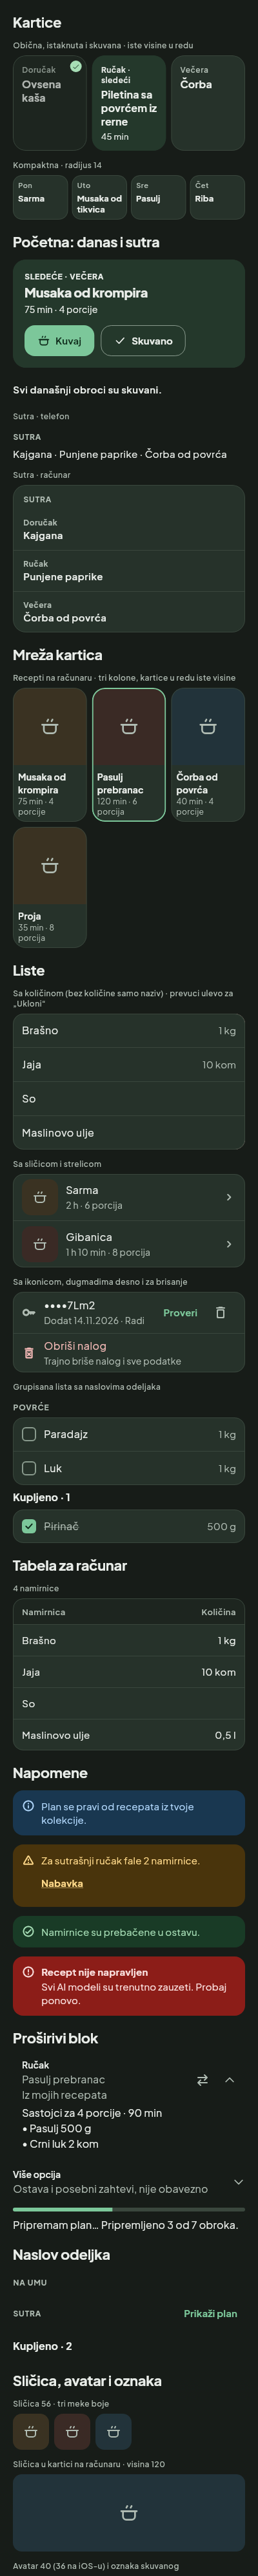 Kartice
Obična, istaknuta i skuvana · iste visine u redu
Doručak
Ovsena
kaša
Ručak ·
sledeći
Piletina sa
povrćem iz
rerne
45 min
Večera
Čorba
Kompaktna · radijus 14
Pon
Sarma
Uto
Musaka od
tikvica
Sre
Pasulj
Čet
Riba
Početna: danas i sutra
SLEDEĆE · VEČERA
Musaka od krompira
75 min · 4 porcije
Kuvaj
Skuvano
Svi današnji obroci su skuvani.
Sutra · telefon
SUTRA
Kajgana · Punjene paprike · Čorba od povrća
Sutra · računar
SUTRA
Doručak
Kajgana
Ručak
Punjene paprike
Večera
Čorba od povrća
Mreža kartica
Recepti na računaru · tri kolone, kartice u redu iste visine
Musaka od
krompira
75 min · 4
porcije
Pasulj
prebranac
120 min · 6
porcija
Čorba od
povrća
40 min · 4
porcije
Proja
35 min · 8
porcija
Liste
Sa količinom (bez količine samo naziv) · prevuci ulevo za
„Ukloni“
Brašno 1 kg
Jaja 10 kom
So
Maslinovo ulje
Sa sličicom i strelicom
Sarma
2 h · 6 porcija
Gibanica
1 h 10 min · 8 porcija
Sa ikonicom, dugmadima desno i za brisanje
••••7Lm2
Dodat 14.11.2026 · Radi
Proveri
Obriši nalog
Trajno briše nalog i sve podatke
Grupisana lista sa naslovima odeljaka
POVRĆE
Paradajz 1 kg
Luk 1 kg
Kupljeno · 1
Pirinač 500 g
Tabela za računar
4 namirnice
Namirnica Količina
Brašno 1 kg
Jaja 10 kom
So
Maslinovo ulje 0,5 l
Napomene
Plan se pravi od recepata iz tvoje
kolekcije.
Za sutrašnji ručak fale 2 namirnice.
Nabavka
Namirnice su prebačene u ostavu.
Recept nije napravljen
Svi AI modeli su trenutno zauzeti. Probaj
ponovo.
Proširivi blok
Ručak
Pasulj prebranac
Iz mojih recepata
Sastojci za 4 porcije · 90 min
• Pasulj 500 g
• Crni luk 2 kom
Više opcija
Ostava i posebni zahtevi, nije obavezno
Pripremam plan… Pripremljeno 3 od 7 obroka.
Naslov odeljka
NA UMU
SUTRA Prikaži plan
Kupljeno · 2
Sličica, avatar i oznaka
Sličica 56 · tri meke boje
Sličica u kartici na računaru · visina 120
Avatar 40 (36 na iOS-u) i oznaka skuvanog